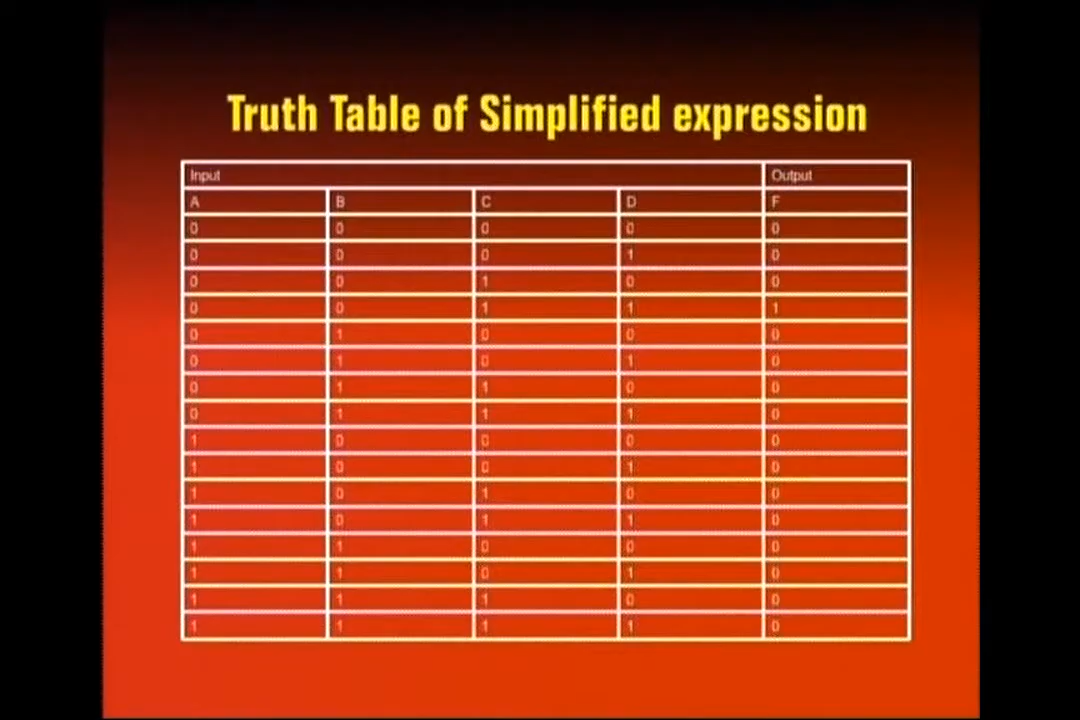 Truth Table of Simplified expression
Input Output
A B C D F
0 0 0 0 0
0 0 0 1 0
0 0 1 0 0
0 0 1 1 1
0 1 0 0 0
0 1 0 1 0
0 1 1 0 0
0 1 1 1 0
1 0 0 0 0
1 0 0 1 0
1 0 1 0 0
1 0 1 1 0
1 1 0 0 0
1 1 0 1 0
1 1 1 0 0
1 1 1 1 0